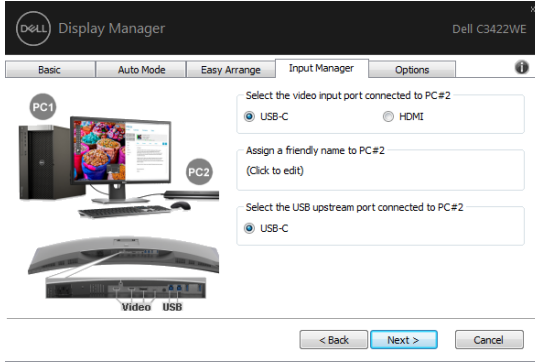 DELL Display Manager
Dell C3422WE
Basic Auto Mode Easy Arrange Input Manager Options
PC1
PC2
Video USB
Select the video input port connected to PC#2
USB-C HDMI
Assign a friendly name to PC#2
(Click to edit)
Select the USB upstream port connected to PC#2
USB-C
< Back Next > Cancel